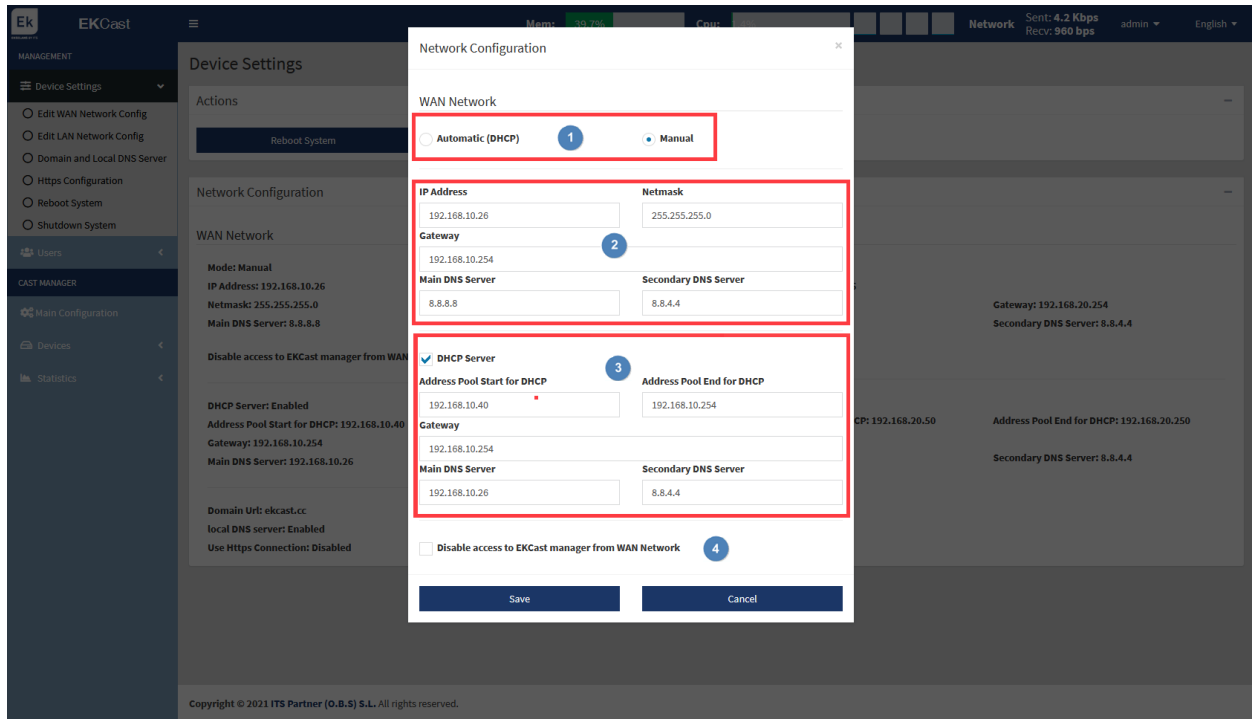 Ek EKCast
Mem: 39.7% Cpu: Network Sent: 4.2 Kbps Recv: 960 bps admin English
MANAGEMENT
Device Settings
Edit WAN Network Config
Edit LAN Network Config
Domain and Local DNS Server
Https Configuration
Reboot System
Shutdown System
Users
CAST MANAGER
Main Configuration
Devices
Statistics
Device Settings
Actions
Reboot System
Network Configuration
WAN Network
Mode: Manual
IP Address: 192.168.10.26
Netmask: 255.255.255.0
Gateway: 192.168.20.254
Main DNS Server: 8.8.8.8
Secondary DNS Server: 8.8.4.4
Disable access to EKCast manager from WAN
DHCP Server: Enabled
Address Pool Start for DHCP: 192.168.10.40
CP: 192.168.20.50
Address Pool End for DHCP: 192.168.20.250
Gateway: 192.168.10.254
Main DNS Server: 192.168.10.26
Secondary DNS Server: 8.8.4.4
Domain Url: ekcast.cc
local DNS server: Enabled
Use Https Connection: Disabled
Network Configuration ×
WAN Network
Automatic (DHCP) 1 Manual
IP Address Netmask
192.168.10.26 255.255.255.0
Gateway
2
192.168.10.254
Main DNS Server Secondary DNS Server
8.8.8.8 8.8.4.4
DHCP Server
3
Address Pool Start for DHCP Address Pool End for DHCP
192.168.10.40 192.168.10.254
Gateway
192.168.10.254
Main DNS Server Secondary DNS Server
192.168.10.26 8.8.4.4
Disable access to EKCast manager from WAN Network 4
Save Cancel
Copyright © 2021 ITS Partner (O.B.S) S.L. All rights reserved.